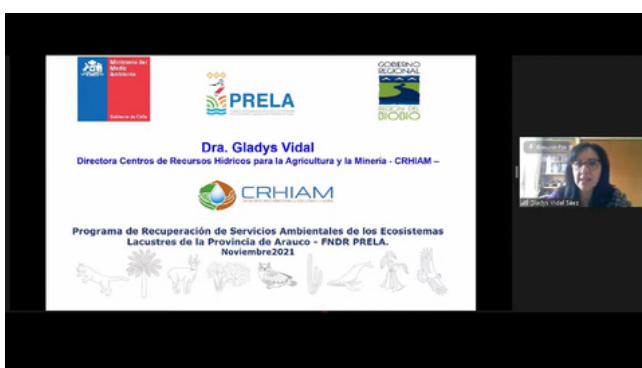 Ministerio del
Medio
Ambiente
Gobierno de Chile
PRELA
GOBIERNO
REGIONAL
REGIÓN DEL
BIOBÍO
Dra. Gladys Vidal
Directora Centros de Recursos Hídricos para la Agricultura y la Minería - CRHIAM –
CRHIAM
Programa de Recuperación de Servicios Ambientales de los Ecosistemas
Lacustres de la Provincia de Arauco - FNDR PRELA.
Noviembre2021
Gladys Vidal Sáez